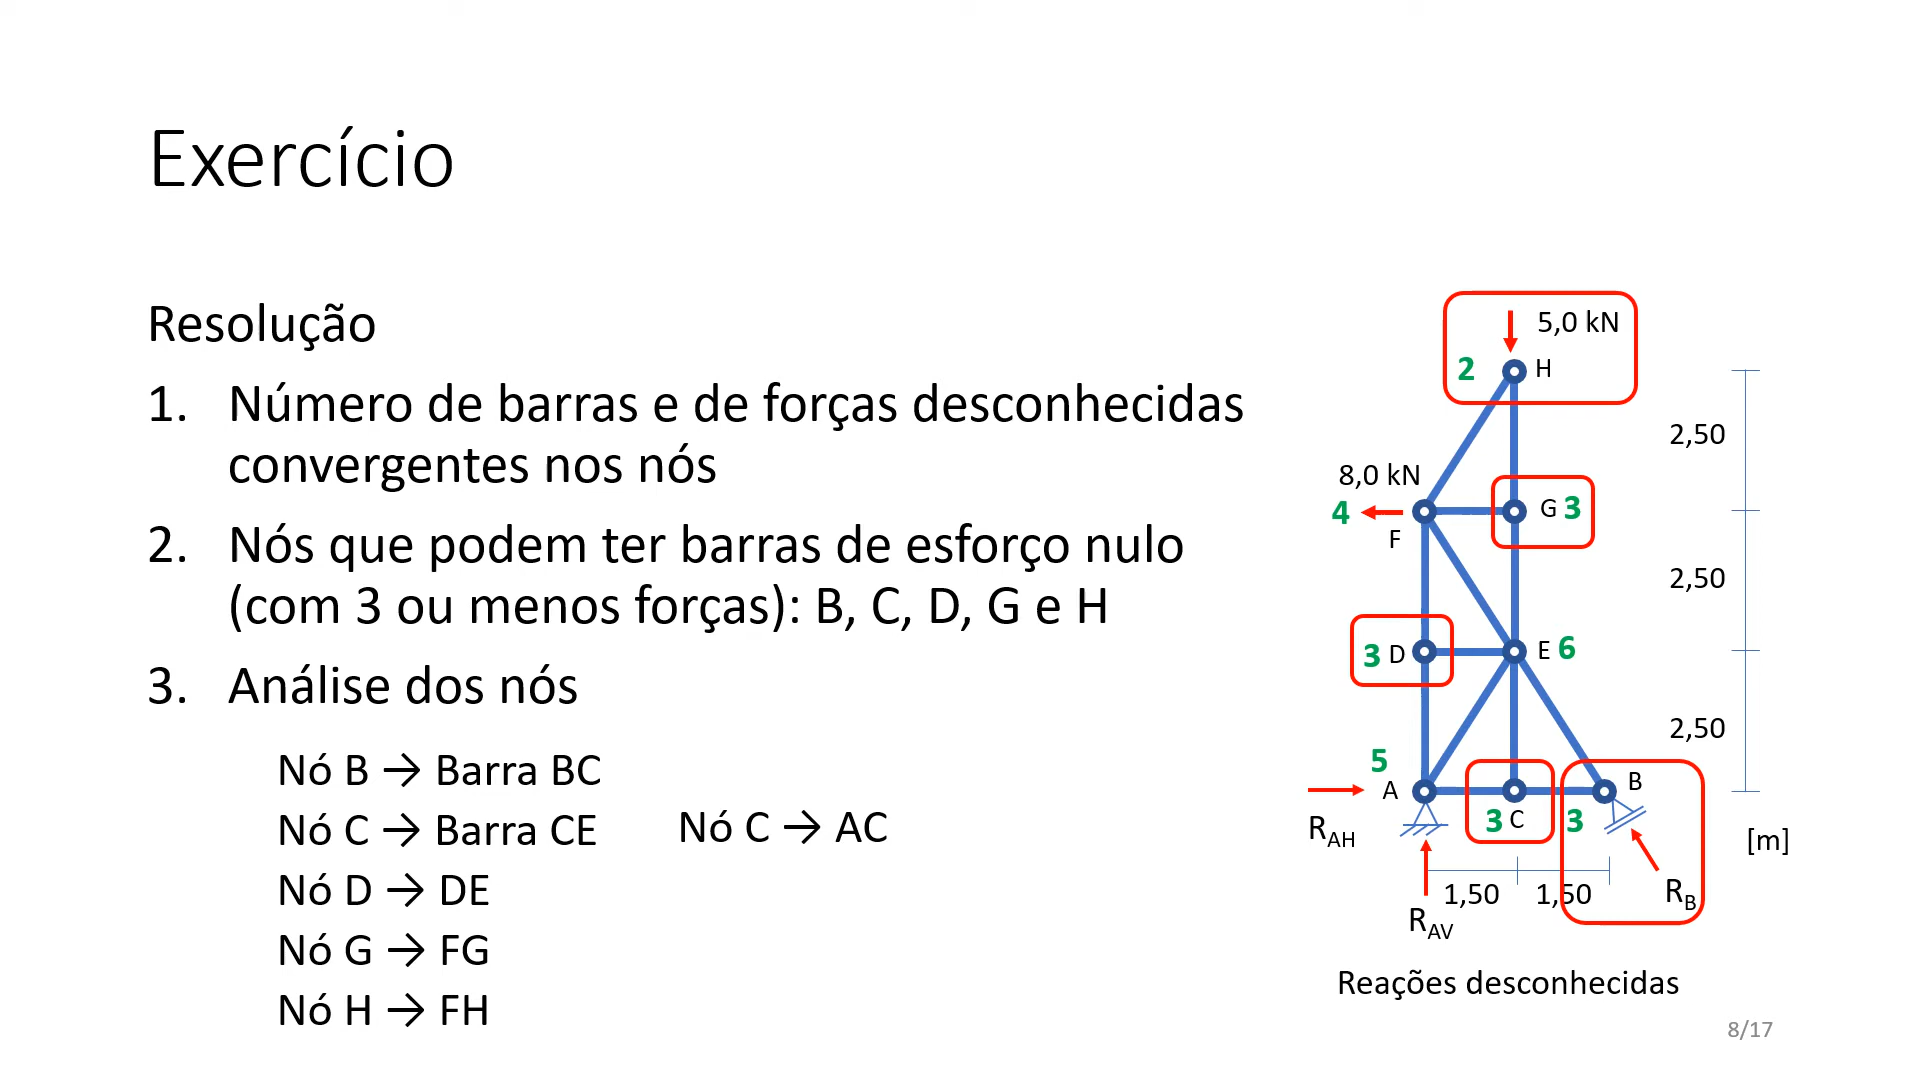 Exercício
Resolução
1. Número de barras e de forças desconhecidas
convergentes nos nós
2. Nós que podem ter barras de esforço nulo
(com 3 ou menos forças): B, C, D, G e H
3. Análise dos nós
Nó B → Barra BC
Nó C → Barra CE
Nó C → AC
Nó D → DE
Nó G → FG
Nó H → FH
5,0 kN
2 H
2,50
8,0 kN
4
G 3
F
2,50
3 D
E 6
2,50
5
A
B
R_AH
3 C
3
[m]
1,50
1,50
R_B
R_AV
Reações desconhecidas
8/17